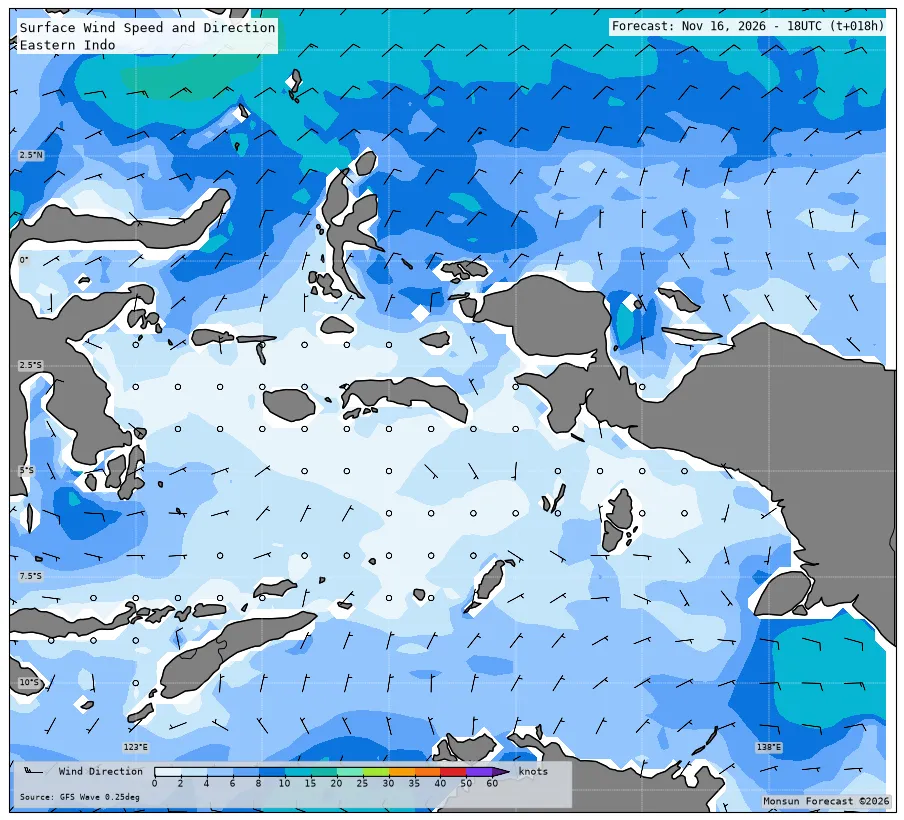 Surface Wind Speed and Direction
Eastern Indo
Forecast: Nov 16, 2026 - 18UTC (t+018h)
2.5°N
0°
2.5°S
5°S
7.5°S
10°S
123°E
138°E
Wind Direction
0 2 4 6 8 10 15 20 25 30 35 40 50 60
knots
Source: GFS Wave 0.25deg
Monsun Forecast ©2026